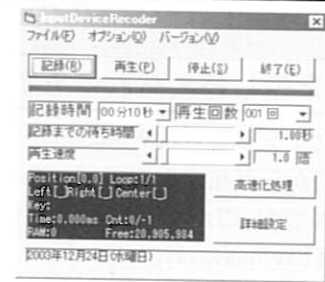 InputDeviceRecoder
ファイル(F) オプション(O) バージョン(V)
記録(R) 再生(P) 停止(S) 終了(E)
記録時間 00分10秒 再生回数 001回
記録までの待ち時間 1.00秒
再生速度 1.0 倍
Position[0,0] Loop:1/1
Left[_]Right[_]Center[_]
Key:
Time:0.000ms Cnt:0/-1
RAM:0 Free:20,905,984
高速化処理
詳細設定
2003年12月24日(水曜日)